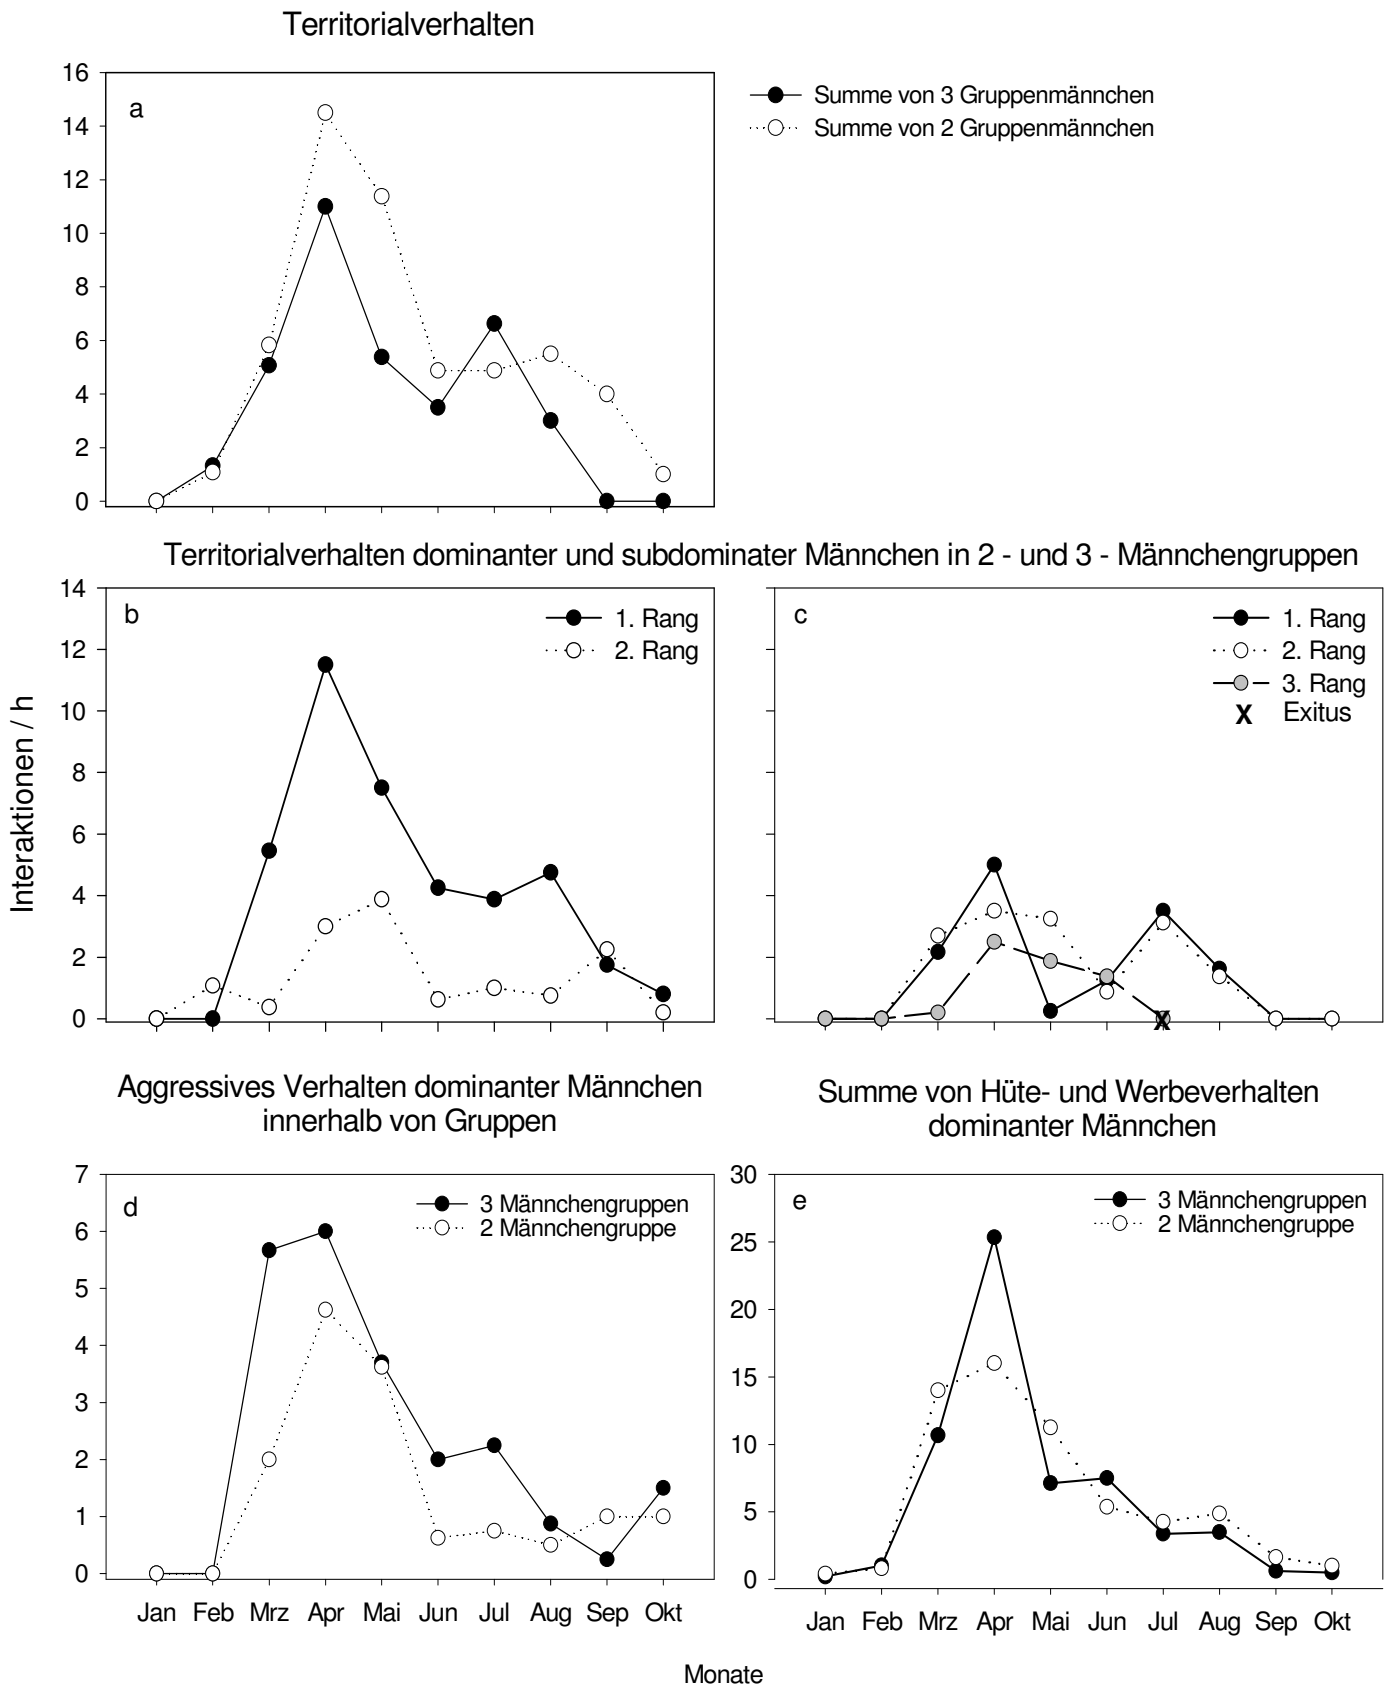 Territorialverhalten
16
14
12
10
8
6
4
2
0
a
Summe von 3 Gruppenmännchen
Summe von 2 Gruppenmännchen
Territorialverhalten dominanter und subdominater Männchen in 2 - und 3 - Männchengruppen
Interaktionen / h
14
12
10
8
6
4
2
0
b
1. Rang
2. Rang
c
1. Rang
2. Rang
3. Rang
X Exitus
Aggressives Verhalten dominanter Männchen
innerhalb von Gruppen
7
6
5
4
3
2
1
0
d
3 Männchengruppen
2 Männchengruppe
Jan Feb Mrz Apr Mai Jun Jul Aug Sep Okt
Summe von Hüte- und Werbeverhalten
dominanter Männchen
30
25
20
15
10
5
0
e
3 Männchengruppen
2 Männchengruppe
X
Jan Feb Mrz Apr Mai Jun Jul Aug Sep Okt
Monate